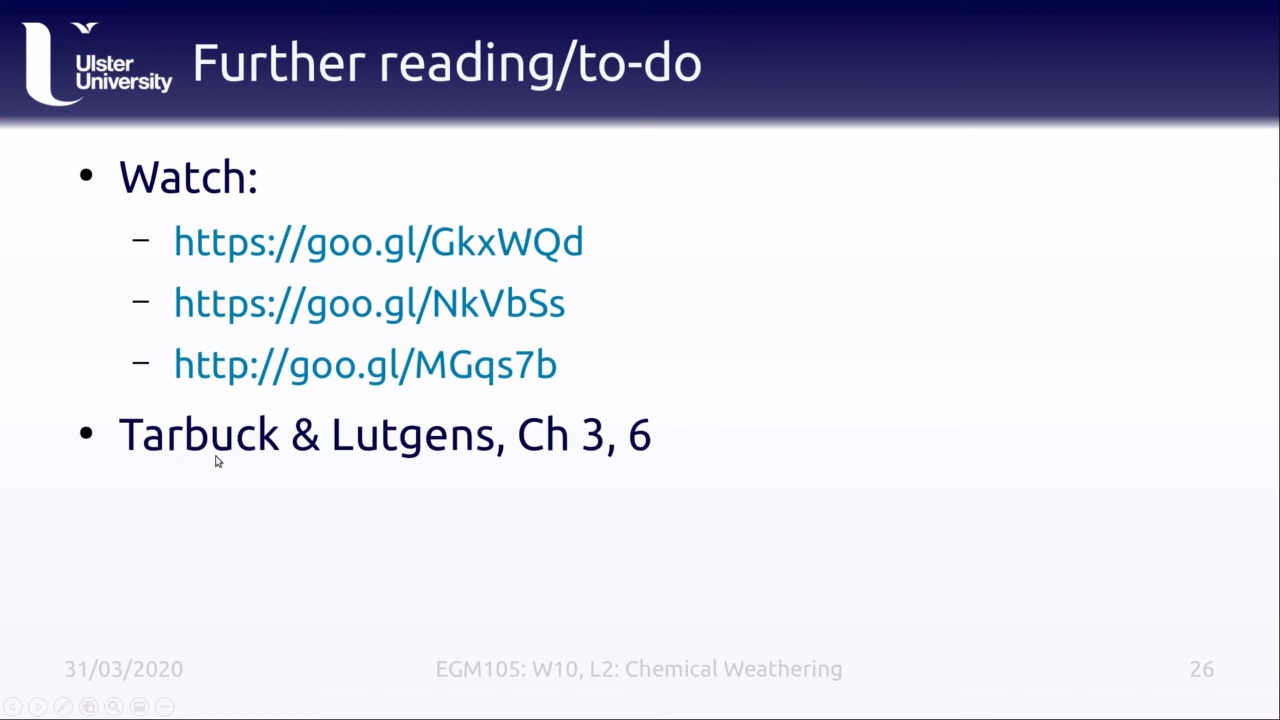 Ulster
University
Further reading/to-do
• Watch:
– https://goo.gl/GkxWQd
– https://goo.gl/NkVbSs
– http://goo.gl/MGqs7b
• Tarbuck & Lutgens, Ch 3, 6
31/03/2020
EGM105: W10, L2: Chemical Weathering
26